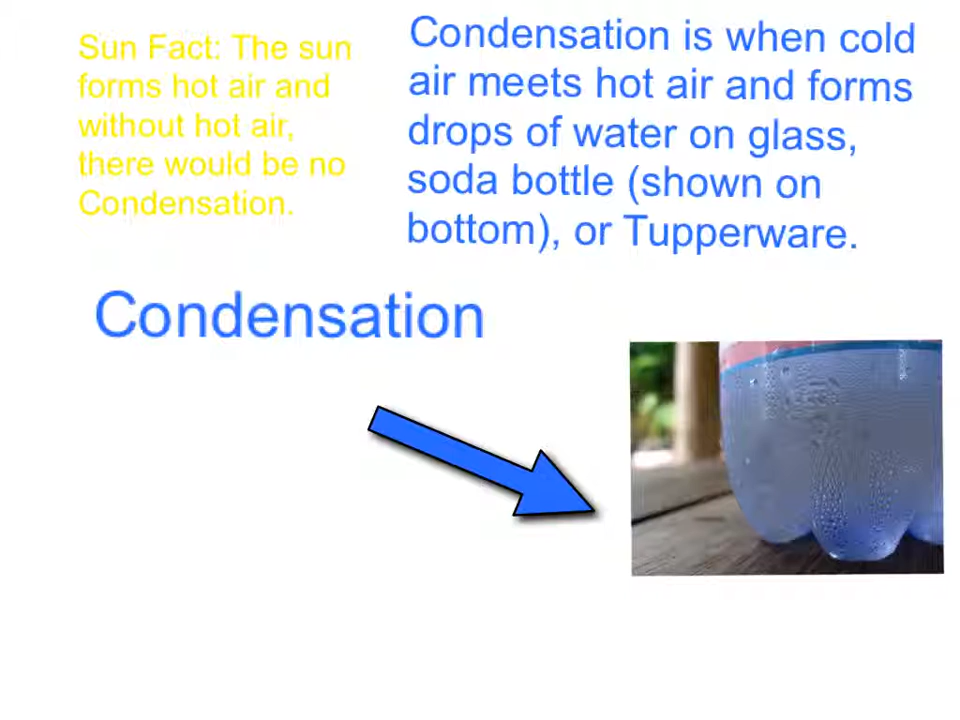 Sun Fact: The sun
forms hot air and
without hot air,
there would be no
Condensation.
Condensation is when cold
air meets hot air and forms
drops of water on glass,
soda bottle (shown on
bottom), or Tupperware.
Condensation